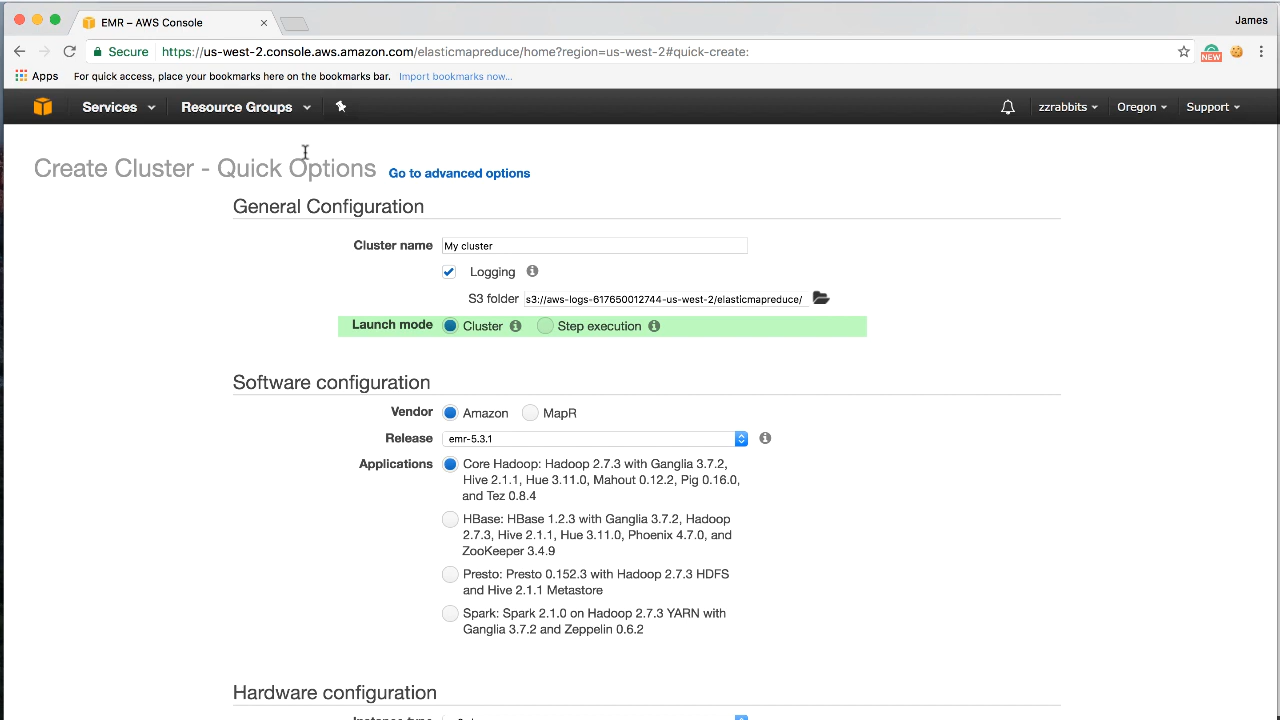 EMR – AWS Console
James
Secure https://us-west-2.console.aws.amazon.com/elasticmapreduce/home?region=us-west-2#quick-create:
NEW
Apps For quick access, place your bookmarks here on the bookmarks bar. Import bookmarks now...
Services Resource Groups zzrabbits Oregon Support
Create Cluster - Quick Options Go to advanced options
General Configuration
Cluster name My cluster
Logging
S3 folder s3://aws-logs-617650012744-us-west-2/elasticmapreduce/
Launch mode Cluster Step execution
Software configuration
Vendor Amazon MapR
Release emr-5.3.1
Applications Core Hadoop: Hadoop 2.7.3 with Ganglia 3.7.2,
Hive 2.1.1, Hue 3.11.0, Mahout 0.12.2, Pig 0.16.0,
and Tez 0.8.4
HBase: HBase 1.2.3 with Ganglia 3.7.2, Hadoop
2.7.3, Hive 2.1.1, Hue 3.11.0, Phoenix 4.7.0, and
ZooKeeper 3.4.9
Presto: Presto 0.152.3 with Hadoop 2.7.3 HDFS
and Hive 2.1.1 Metastore
Spark: Spark 2.1.0 on Hadoop 2.7.3 YARN with
Ganglia 3.7.2 and Zeppelin 0.6.2
Hardware configuration
Instance type